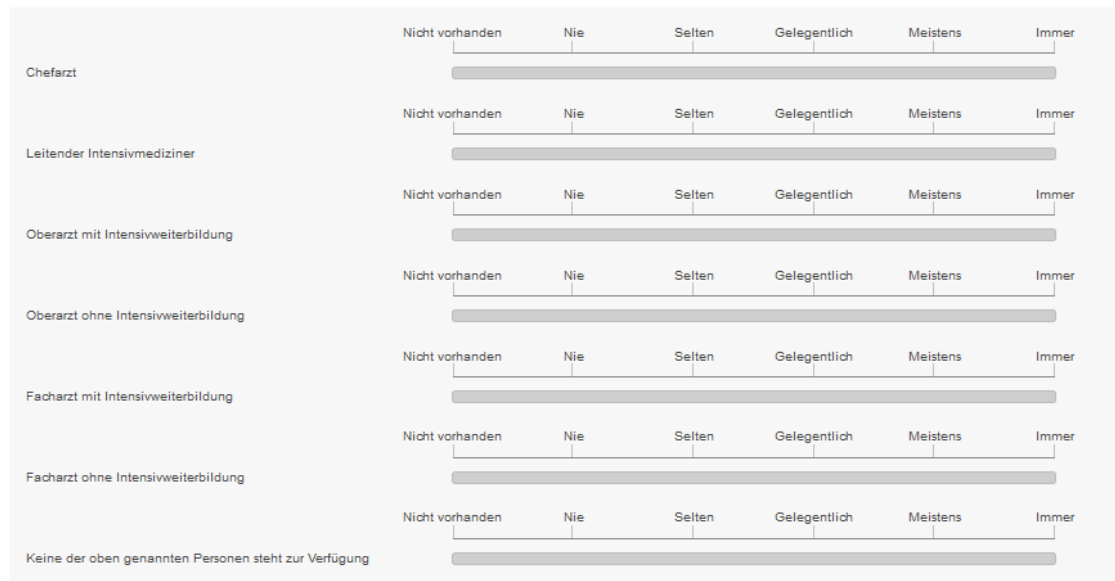 Nicht vorhanden Nie Selten Gelegentlich Meistens Immer
Chefarzt
Nicht vorhanden Nie Selten Gelegentlich Meistens Immer
Leitender Intensivmediziner
Nicht vorhanden Nie Selten Gelegentlich Meistens Immer
Oberarzt mit Intensivweiterbildung
Nicht vorhanden Nie Selten Gelegentlich Meistens Immer
Oberarzt ohne Intensivweiterbildung
Nicht vorhanden Nie Selten Gelegentlich Meistens Immer
Facharzt mit Intensivweiterbildung
Nicht vorhanden Nie Selten Gelegentlich Meistens Immer
Facharzt ohne Intensivweiterbildung
Nicht vorhanden Nie Selten Gelegentlich Meistens Immer
Keine der oben genannten Personen steht zur Verfügung